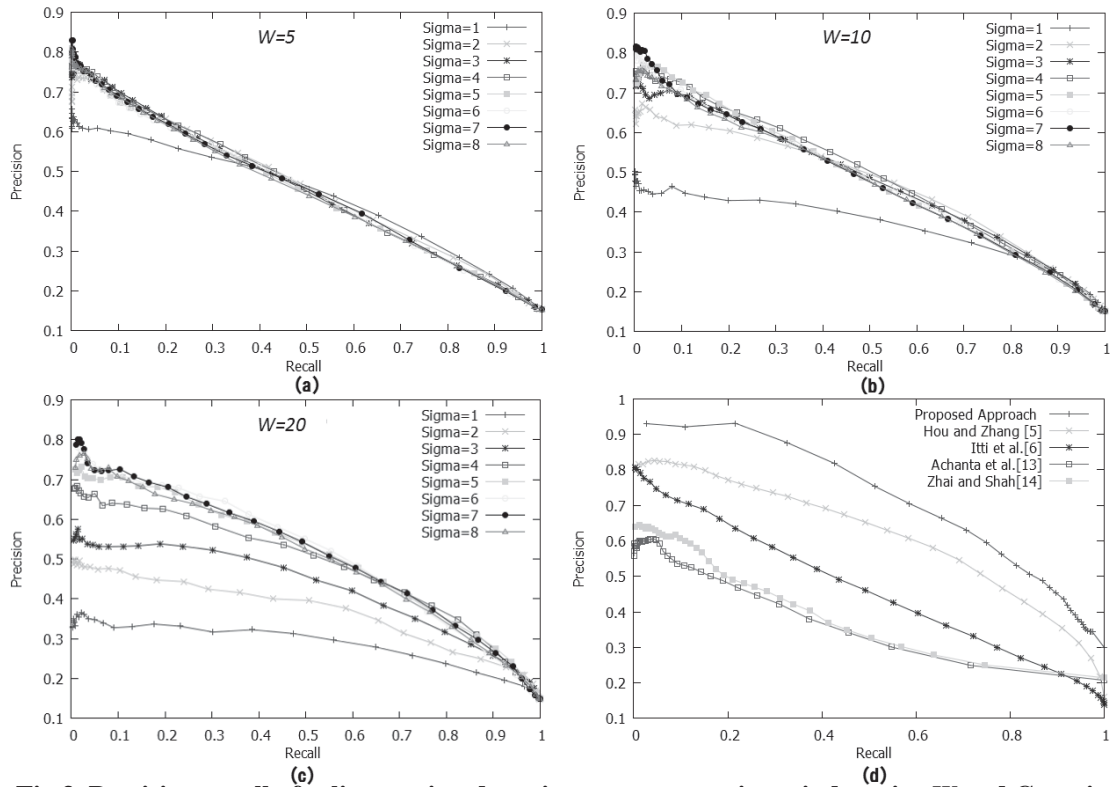 W=5
Sigma=1
Sigma=2
Sigma=3
Sigma=4
Sigma=5
Sigma=6
Sigma=7
Sigma=8
Precision
0.9
0.8
0.7
0.6
0.5
0.4
0.3
0.2
0.1
0 0.1 0.2 0.3 0.4 0.5 0.6 0.7 0.8 0.9 1
Recall
(a)
W=10
Sigma=1
Sigma=2
Sigma=3
Sigma=4
Sigma=5
Sigma=6
Sigma=7
Sigma=8
Precision
0.9
0.8
0.7
0.6
0.5
0.4
0.3
0.2
0.1
0 0.1 0.2 0.3 0.4 0.5 0.6 0.7 0.8 0.9 1
Recall
(b)
W=20
Sigma=1
Sigma=2
Sigma=3
Sigma=4
Sigma=5
Sigma=6
Sigma=7
Sigma=8
Precision
0.9
0.8
0.7
0.6
0.5
0.4
0.3
0.2
0.1
0 0.1 0.2 0.3 0.4 0.5 0.6 0.7 0.8 0.9 1
Recall
(c)
Proposed Approach
Hou and Zhang [5]
Itti et al.[6]
Achanta et al.[13]
Zhai and Shah[14]
Precision
1
0.9
0.8
0.7
0.6
0.5
0.4
0.3
0.2
0.1
0 0.1 0.2 0.3 0.4 0.5 0.6 0.7 0.8 0.9 1
Recall
(d)